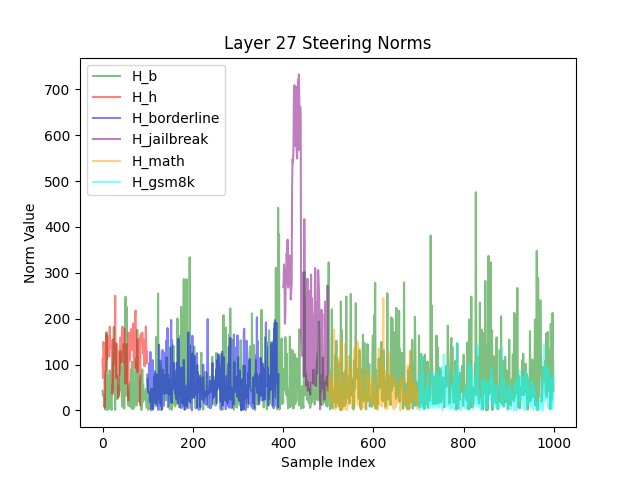 Layer 27 Steering Norms
H_b
H_h
H_borderline
H_jailbreak
H_math
H_gsm8k
Norm Value
700
600
500
400
300
200
100
0
0
200
400
600
800
1000
Sample Index